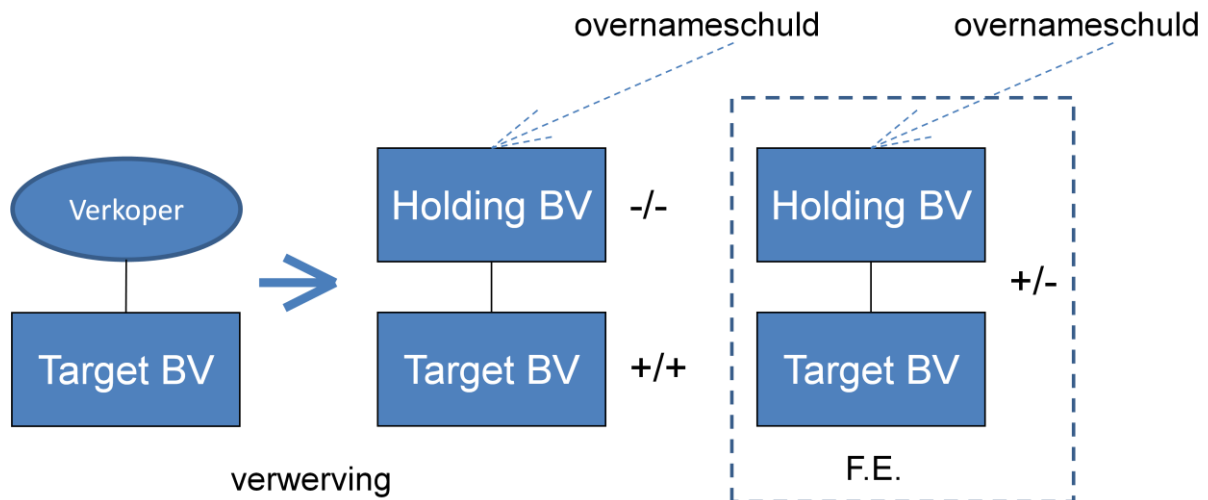 overnameschuld
overnameschuld
Verkoper
Holding BV
-/-
Holding BV
+/-
Target BV
Target BV
+/+
Target BV
verwerving
F.E.